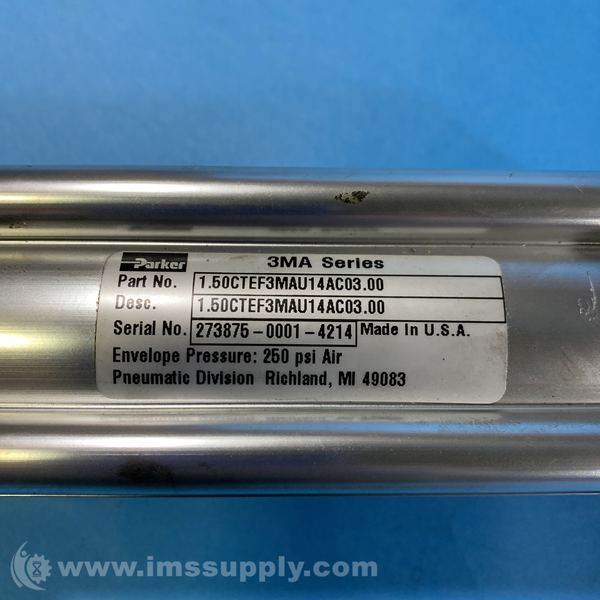 Parker 3MA Series
Part No. 1.50CTEF3MAU14AC03.00
Desc. 1.50CTEF3MAU14AC03.00
Serial No. 273875-0001-4214 Made in U.S.A.
Envelope Pressure: 250 psi Air
Pneumatic Division Richland, MI 49083
www.imssupply.com